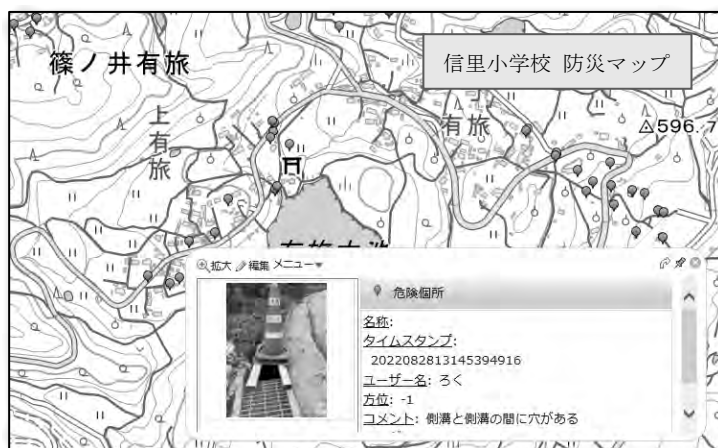 信里小学校 防災マップ
篠ノ井有旅
上有旅
有旅
△596.7
拡大 編集 メニュー▼
危険個所
名称:
タイムスタンプ:
2022082813145394916
ユーザー名: ろく
方位: -1
コメント: 側溝と側溝の間に穴がある